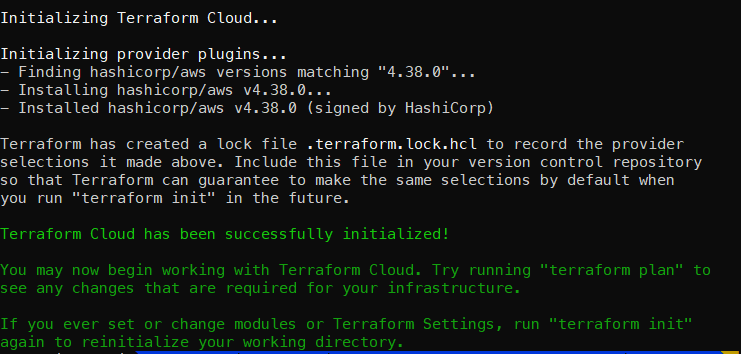 Initializing Terraform Cloud...
Initializing provider plugins...
- Finding hashicorp/aws versions matching "4.38.0"...
- Installing hashicorp/aws v4.38.0...
- Installed hashicorp/aws v4.38.0 (signed by HashiCorp)
Terraform has created a lock file .terraform.lock.hcl to record the provider
selections it made above. Include this file in your version control repository
so that Terraform can guarantee to make the same selections by default when
you run "terraform init" in the future.
Terraform Cloud has been successfully initialized!
You may now begin working with Terraform Cloud. Try running "terraform plan" to
see any changes that are required for your infrastructure.
If you ever set or change modules or Terraform Settings, run "terraform init"
again to reinitialize your working directory.